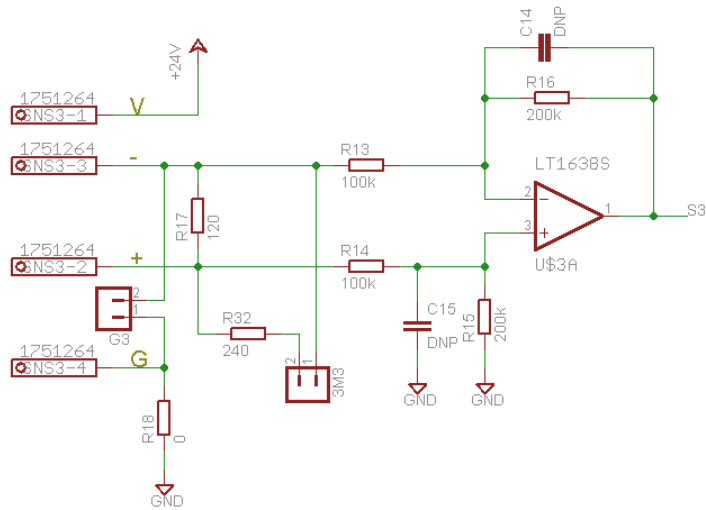 C14
DNP
+24V
1751264
SNS3-1
V
R16
200k
1751264
SNS3-3
-
R13
100k
LT1638S
2
−
1
S3
3
+
R17
120
1751264
SNS3-2
+
R14
100k
U$3A
2
1
G3
C15
DNP
R15
200k
R32
240
1751264
SNS3-4
G
2
1
3M3
GND
GND
R18
0
GND